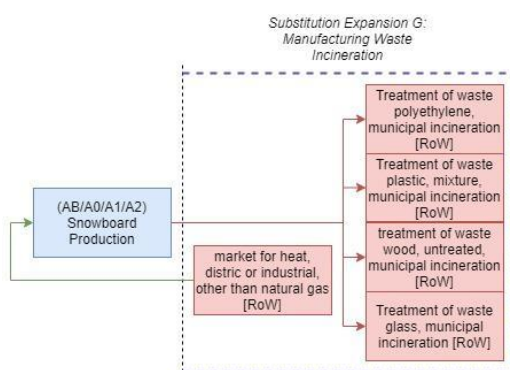 Substitution Expansion G:
Manufacturing Waste
Incineration
Treatment of waste
polyethylene,
municipal incineration
[RoW]
Treatment of waste
plastic, mixture,
municipal incineration
[RoW]
(AB/A0/A1/A2)
Snowboard
Production
treatment of waste
wood, untreated,
municipal incineration
[RoW]
market for heat,
distric or industrial,
other than natural gas
[RoW]
Treatment of waste
glass, municipal
incineration [RoW]